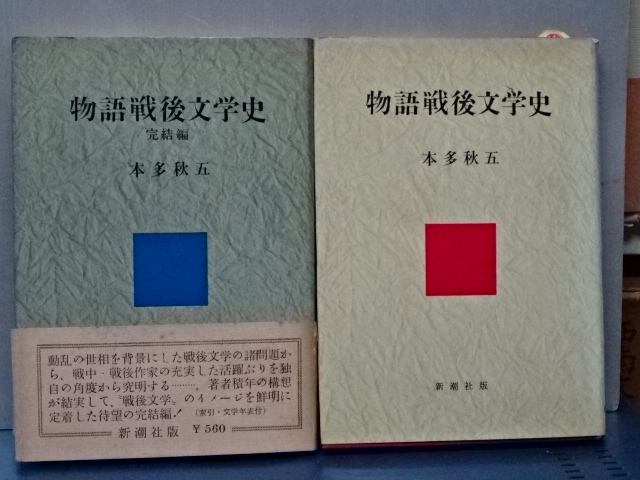 物語戦後文学史
完結編
本多秋五
動乱の世相を背景にした戦後文学の諸問題か
ら、戦中・戦後作家の充実した活躍ぶりを独
自の角度から究明する………。著者積年の構想
が結実して、〝戦後文学〟のイメージを鮮明に
定着した待望の完結編!（索引・文学年表付）
新潮社版 ¥560
物語戦後文学史
本多秋五
新潮社版